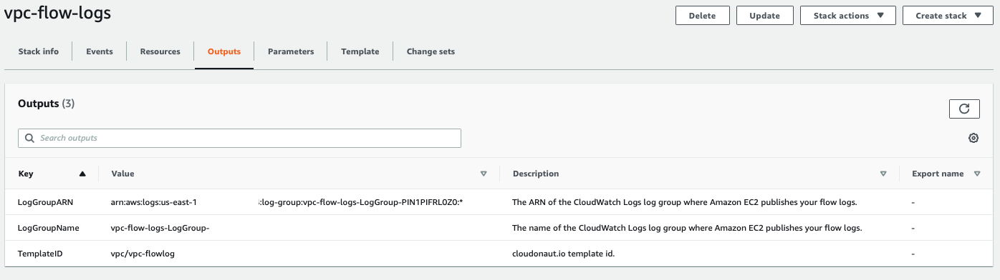 vpc-flow-logs
Delete Update Stack actions Create stack
Stack info Events Resources Outputs Parameters Template Change sets
Outputs (3)
Search outputs
Key Value Description Export name
LogGroupARN arn:aws:logs:us-east-1 :log-group:vpc-flow-logs-LogGroup-PIN1PIFRL0Z0:* The ARN of the CloudWatch Logs log group where Amazon EC2 publishes your flow logs. -
LogGroupName vpc-flow-logs-LogGroup- The name of the CloudWatch Logs log group where Amazon EC2 publishes your flow logs. -
TemplateID vpc/vpc-flowlog cloudonaut.io template id. -